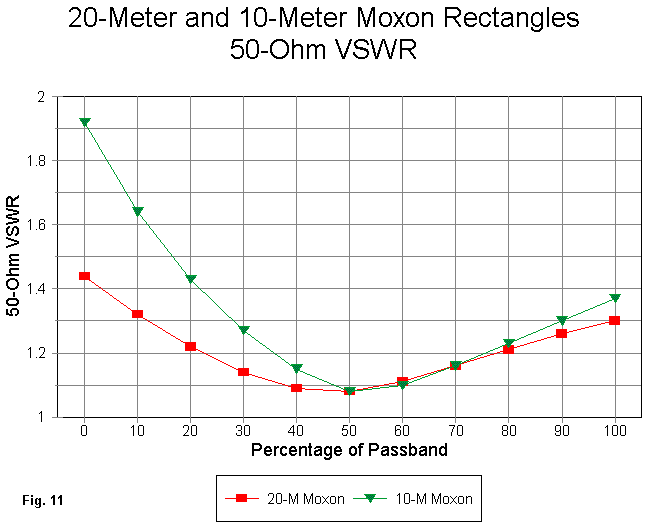 20-Meter and 10-Meter Moxon Rectangles
50-Ohm VSWR
50-Ohm VSWR
2
1.8
1.6
1.4
1.2
1
0 10 20 30 40 50 60 70 80 90 100
Percentage of Passband
Fig. 11
20-M Moxon 10-M Moxon